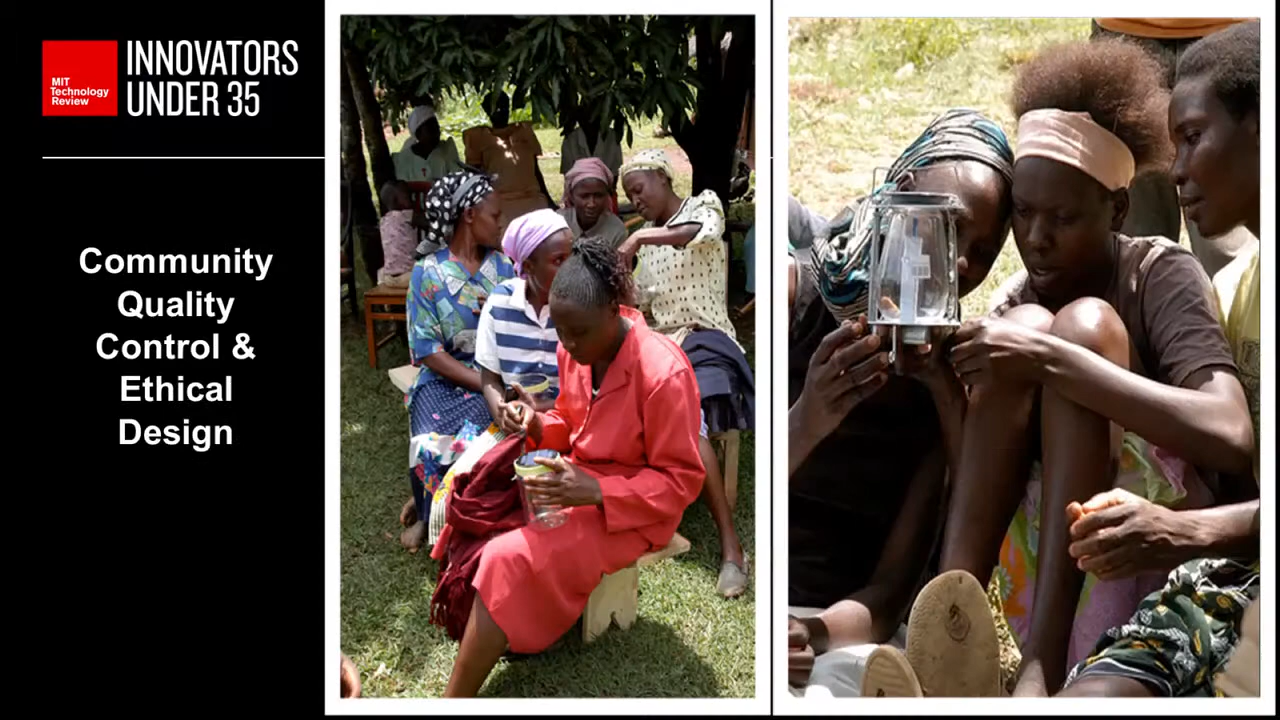 MIT
Technology
Review
INNOVATORS
UNDER 35
Community
Quality
Control &
Ethical
Design